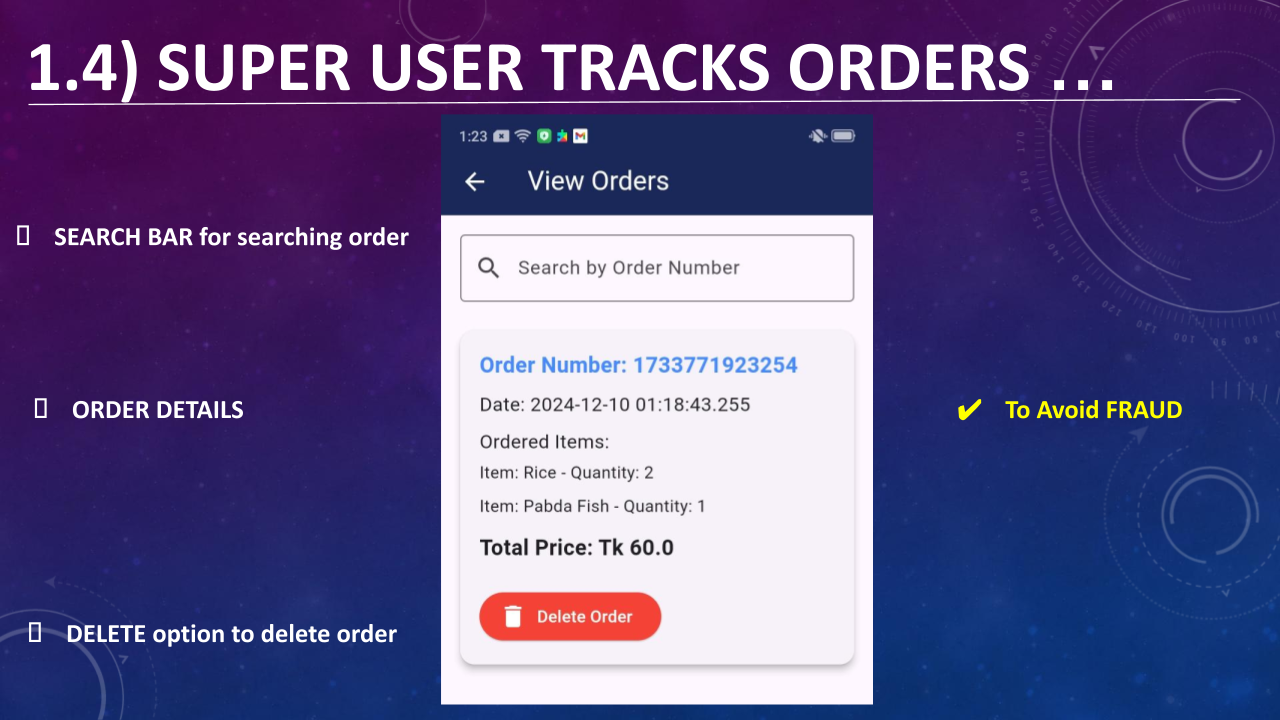 1.4) SUPER USER TRACKS ORDERS ...
1:23
View Orders
SEARCH BAR for searching order
Search by Order Number
Order Number: 1733771923254
Date: 2024-12-10 01:18:43.255
ORDER DETAILS
✔ To Avoid FRAUD
Ordered Items:
Item: Rice - Quantity: 2
Item: Pabda Fish - Quantity: 1
Total Price: Tk 60.0
Delete Order
DELETE option to delete order